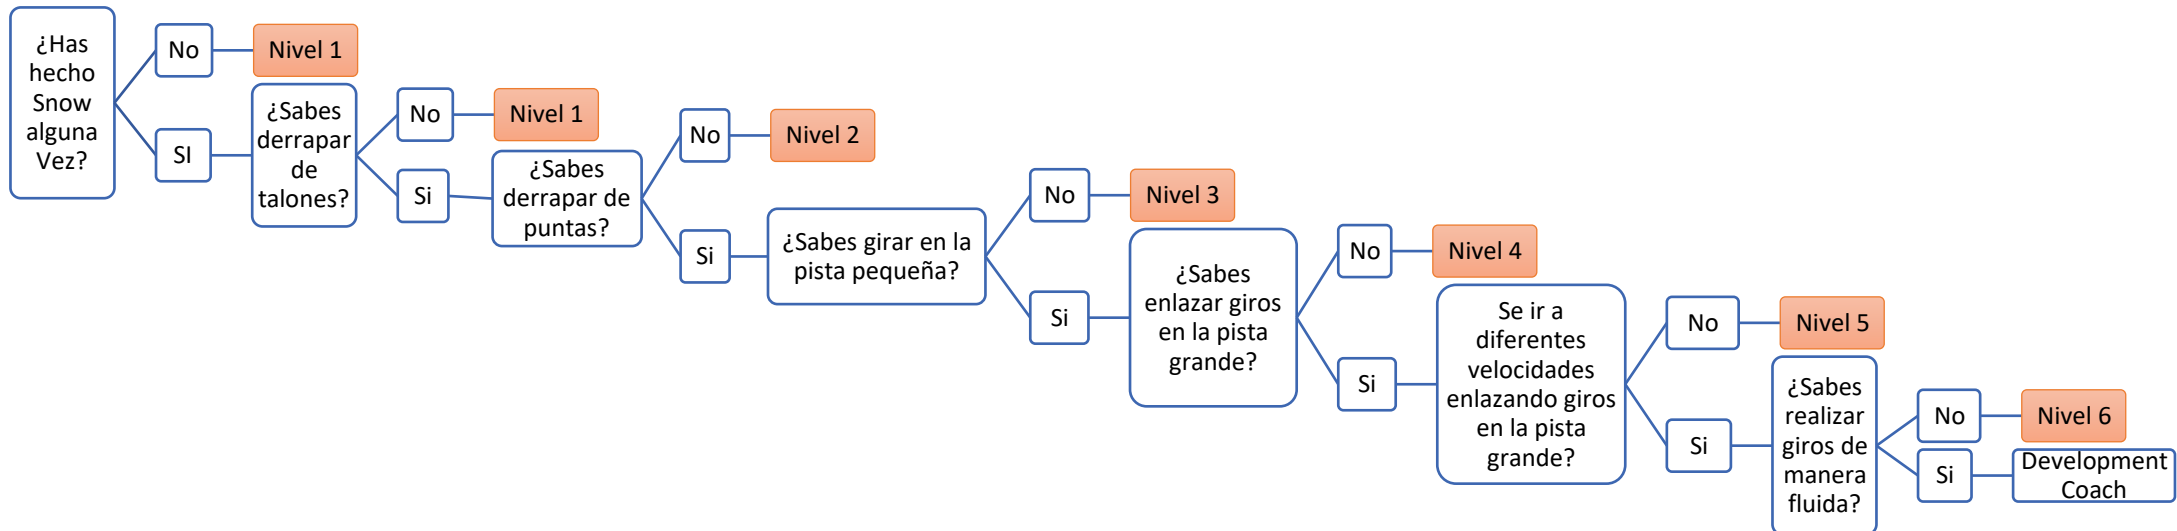 ¿Has
hecho
Snow
alguna
Vez?
No
Nivel 1
SI
¿Sabes
derrapar
de
talones?
No
Nivel 1
Si
¿Sabes
derrapar de
puntas?
No
Nivel 2
Si
¿Sabes girar en la
pista pequeña?
No
Nivel 3
Si
¿Sabes
enlazar giros
en la pista
grande?
No
Nivel 4
Si
Se ir a
diferentes
velocidades
enlazando giros
en la pista
grande?
No
Nivel 5
Si
¿Sabes
realizar
giros de
manera
fluida?
No
Nivel 6
Si
Development
Coach